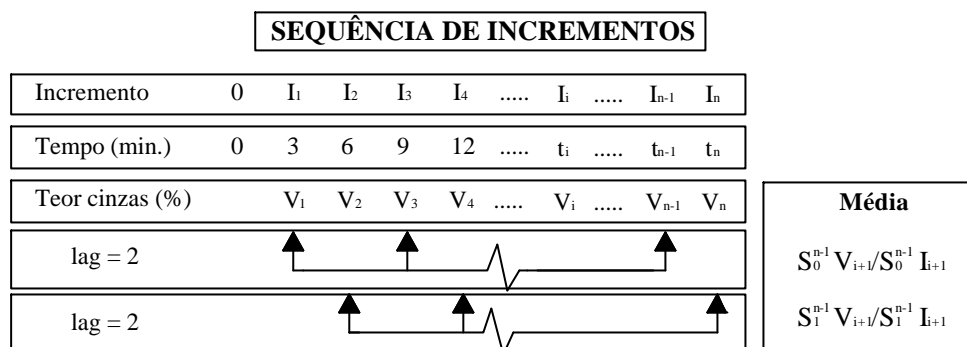 SEQUÊNCIA DE INCREMENTOS
Incremento 0 I₁ I₂ I₃ I₄ ..... Iᵢ ..... Iₙ₋₁ Iₙ
Tempo (min.) 0 3 6 9 12 ..... tᵢ ..... tₙ₋₁ tₙ
Teor cinzas (%) V₁ V₂ V₃ V₄ ..... Vᵢ ..... Vₙ₋₁ Vₙ
Média
lag = 2
S₀ⁿ⁻¹ Vᵢ₊₁/S₀ⁿ⁻¹ Iᵢ₊₁
lag = 2
S₁ⁿ⁻¹ Vᵢ₊₁/S₁ⁿ⁻¹ Iᵢ₊₁